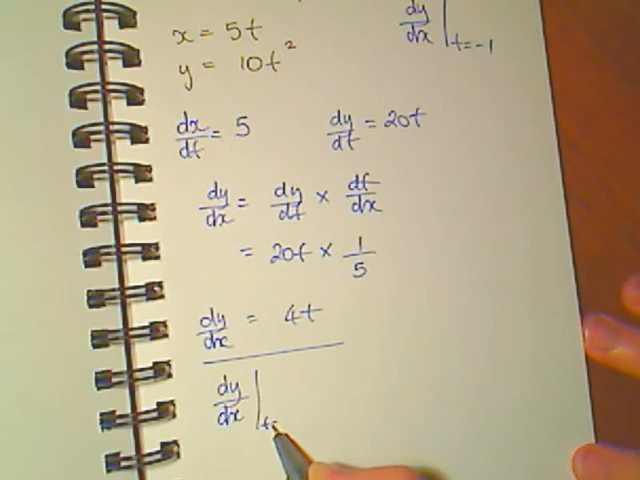 x = 5t
y = 10t²
dy/dx |t=-1
dx/dt = 5    dy/dt = 20t
dy/dx = dy/dt × dt/dx
= 20t × 1/5
dy/dx = 4t
dy/dx |t=